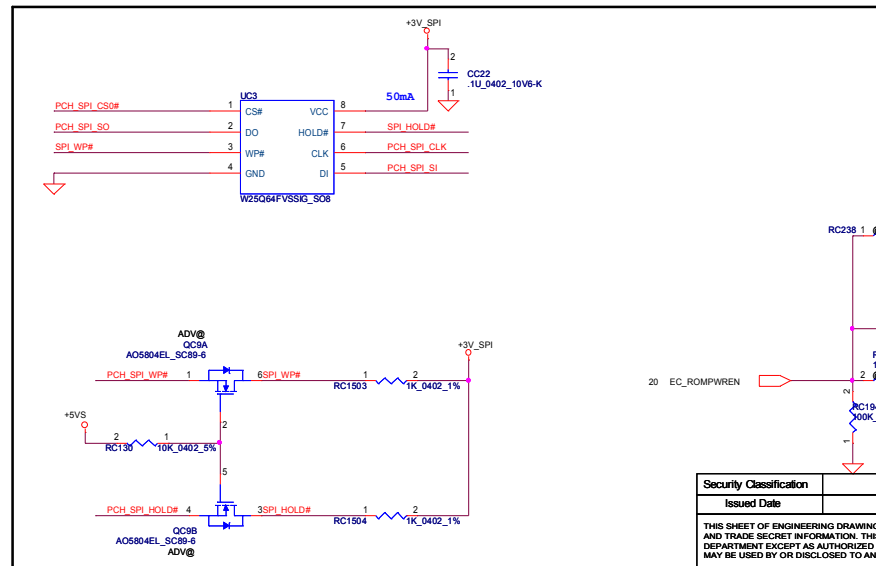 +3V_SPI
2
CC22
.1U_0402_10V6-K
1
UC3
50mA
PCH_SPI_CS0# 1 CS# VCC 8
PCH_SPI_SO 2 DO HOLD# 7 SPI_HOLD#
SPI_WP# 3 WP# CLK 6 PCH_SPI_CLK
4 GND DI 5 PCH_SPI_SI
W25Q64FVSSIG_SO8
RC238 1
ADV@
QC9A
AO5804EL_SC89-6
+3V_SPI
PCH_SPI_WP# 1 6 SPI_WP# 1 2
RC1503 1K_0402_1%
20 EC_ROMPWREN
2
2
+5VS
2
2 1
RC130 10K_0402_5%
5
1
PCH_SPI_HOLD# 4 3 SPI_HOLD# 1 2
RC1504 1K_0402_1%
QC9B
AO5804EL_SC89-6
ADV@
Security Classification
Issued Date
THIS SHEET OF ENGINEERING
AND TRADE SECRET INFORMATION.
DEPARTMENT EXCEPT AS AUTHORIZED
MAY BE USED BY OR DISCLOSED TO